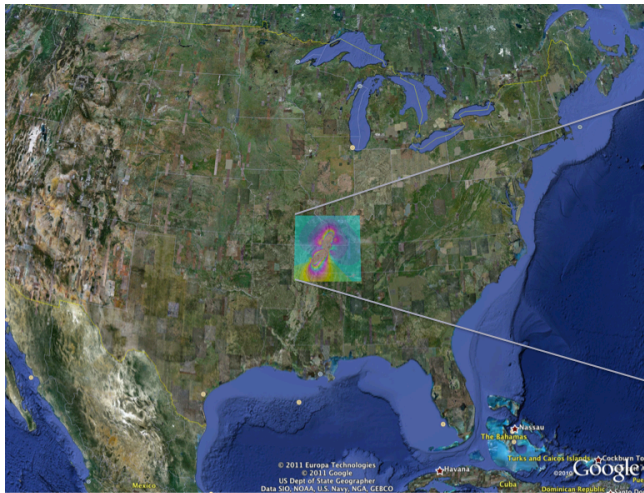 Nassau
The Bahamas
Turks and Caicos Islands
Cockburn To
©2010 Google
Havana
© 2011 Europa Technologies
© 2011 Google
US Dept of State Geographer
Data SIO, NOAA, U.S. Navy, NGA, GEBCO
Mexico
Cuba
Dominican Republic